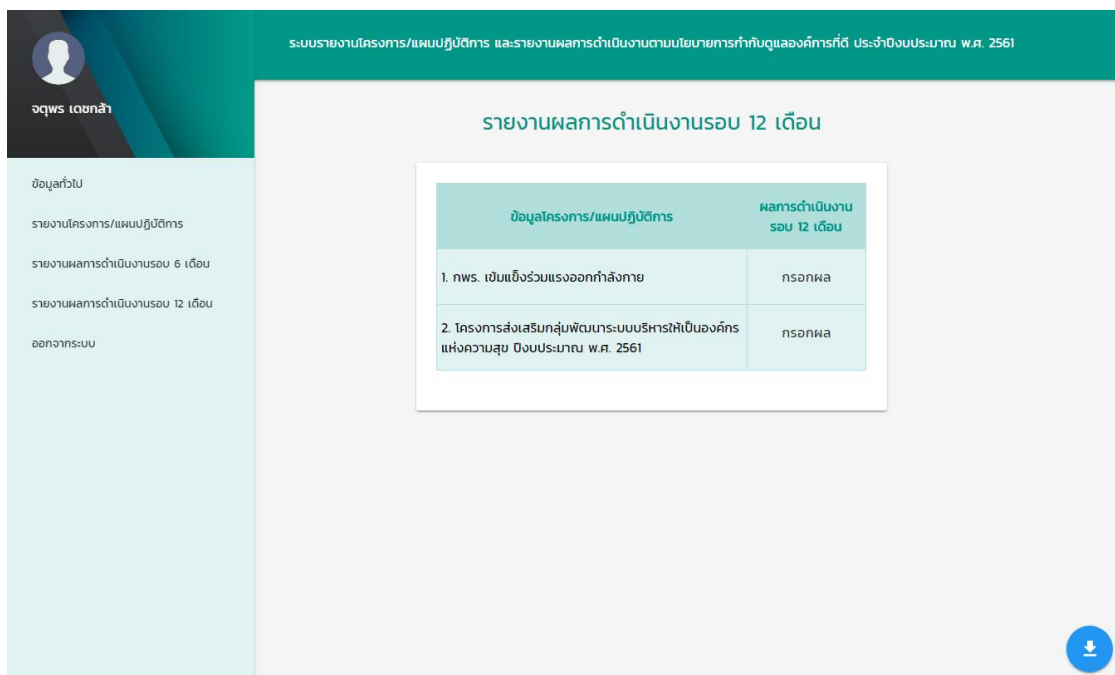 ระบบรายงานโครงการ/แผนปฏิบัติการ และรายงานผลการดำเนินงานตามนโยบายการกำกับดูแลองค์การที่ดี ประจำปีงบประมาณ พ.ศ. 2561
จตุพร เดชกล้า
ข้อมูลทั่วไป
รายงานโครงการ/แผนปฏิบัติการ
รายงานผลการดำเนินงานรอบ 6 เดือน
รายงานผลการดำเนินงานรอบ 12 เดือน
ออกจากระบบ
รายงานผลการดำเนินงานรอบ 12 เดือน
ข้อมูลโครงการ/แผนปฏิบัติการ
ผลการดำเนินงาน
รอบ 12 เดือน
1. กพร. เข้มแข็งร่วมแรงออกกำลังกาย
กรอกผล
2. โครงการส่งเสริมกลุ่มพัฒนาระบบบริหารให้เป็นองค์กร
แห่งความสุข ปีงบประมาณ พ.ศ. 2561
กรอกผล